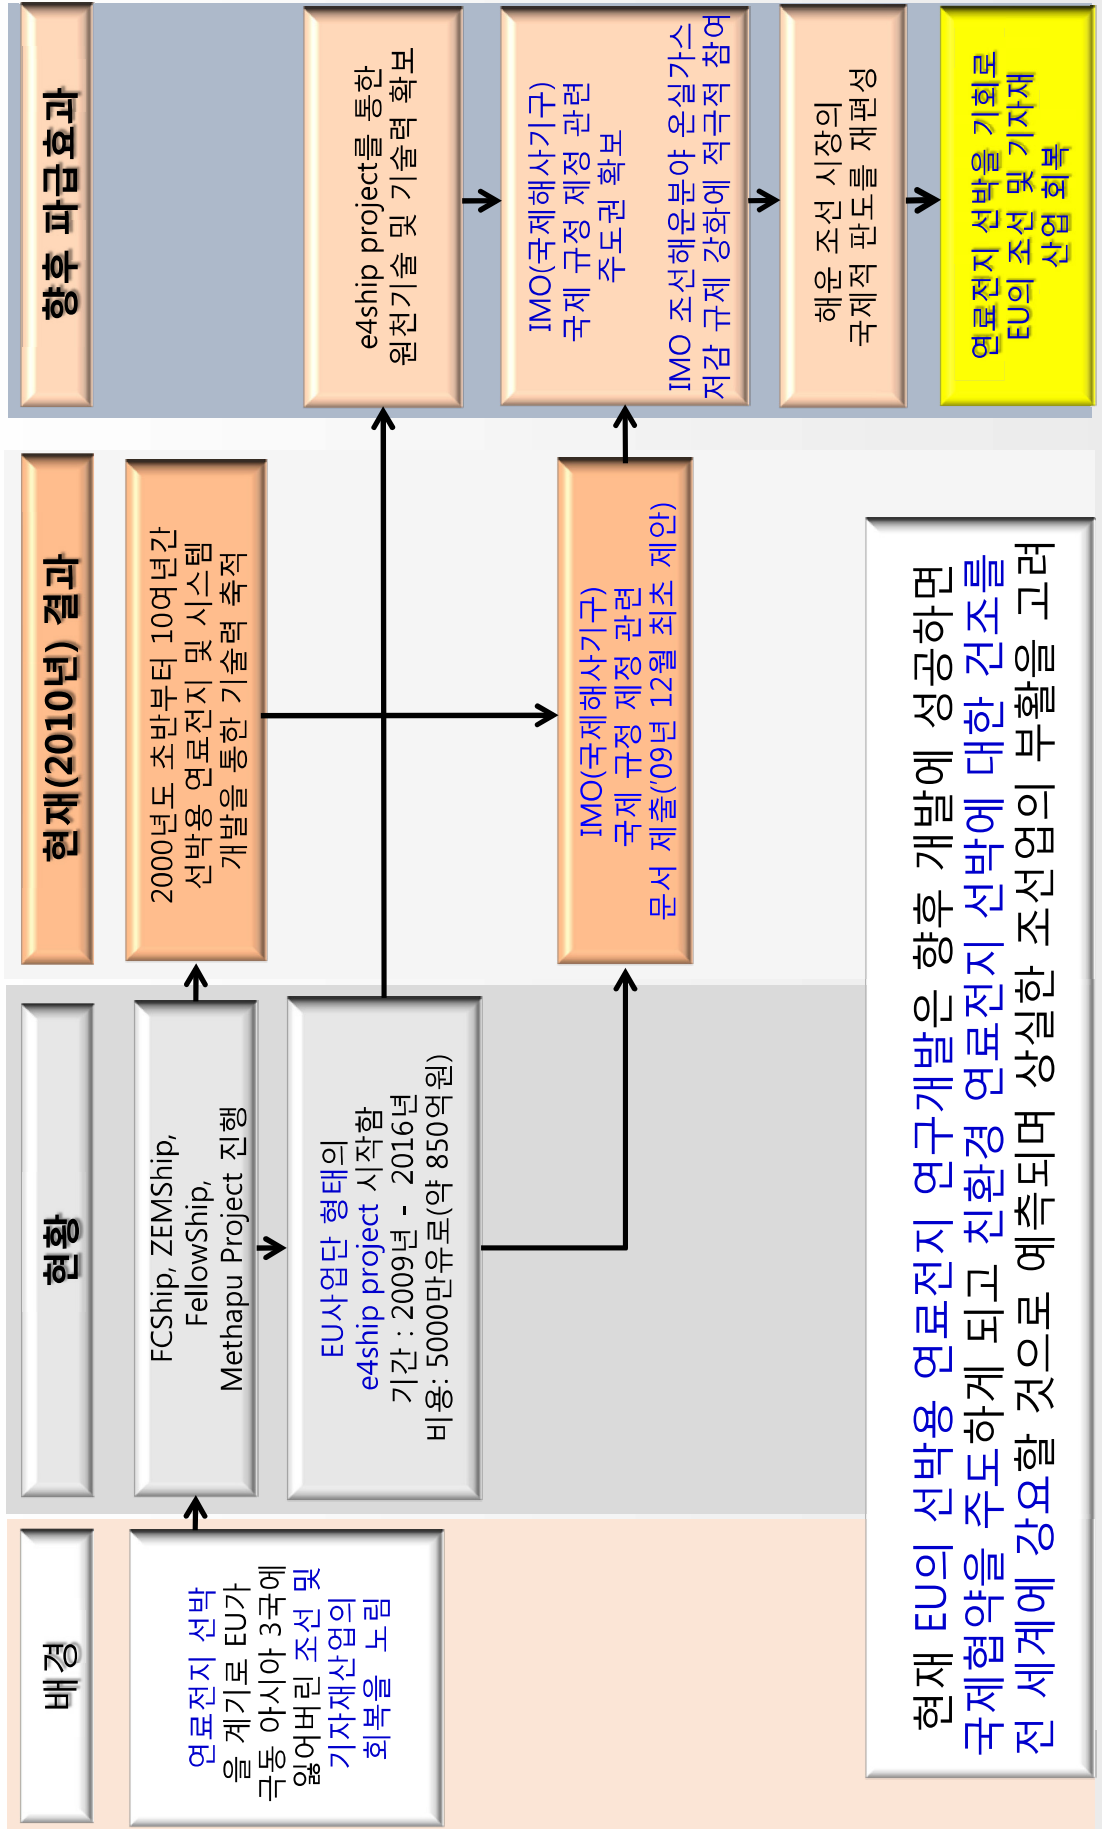 배경
연료전지 선박
을 계기로 EU가
극동 아시아 3국에
잃어버린 조선 및
기자재산업의
회복을 노림
현황
FCShip, ZEMShip,
FellowShip,
Methapu Project 진행
EU사업단 형태의
e4ship project 시작함
기간 : 2009년 - 2016년
비용: 5000만유로(약 850억원)
현재(2010년) 결과
2000년도 초반부터 10여년간
선박용 연료전지 및 시스템
개발을 통한 기술력 축적
IMO(국제해사기구)
국제 규정 제정 관련
문서 제출('09년 12월 최초 제안)
향후 파급효과
e4ship project를 통한
원천기술 및 기술력 확보
IMO(국제해사기구)
국제 규정 제정 관련
주도권 확보
IMO 조선해운분야 온실가스
저감 규제 강화에 적극적 참여
해운 조선 시장의
국제적 판도를 재편성
연료전지 선박을 기회로
EU의 조선 및 기자재
산업 회복
현재 EU의 선박용 연료전지 연구개발은 향후 개발에 성공하면
국제협약을 주도하게 되고 친환경 연료전지 선박에 대한 건조를
전 세계에 강요할 것으로 예측되며 상실한 조선업의 부활을 고려